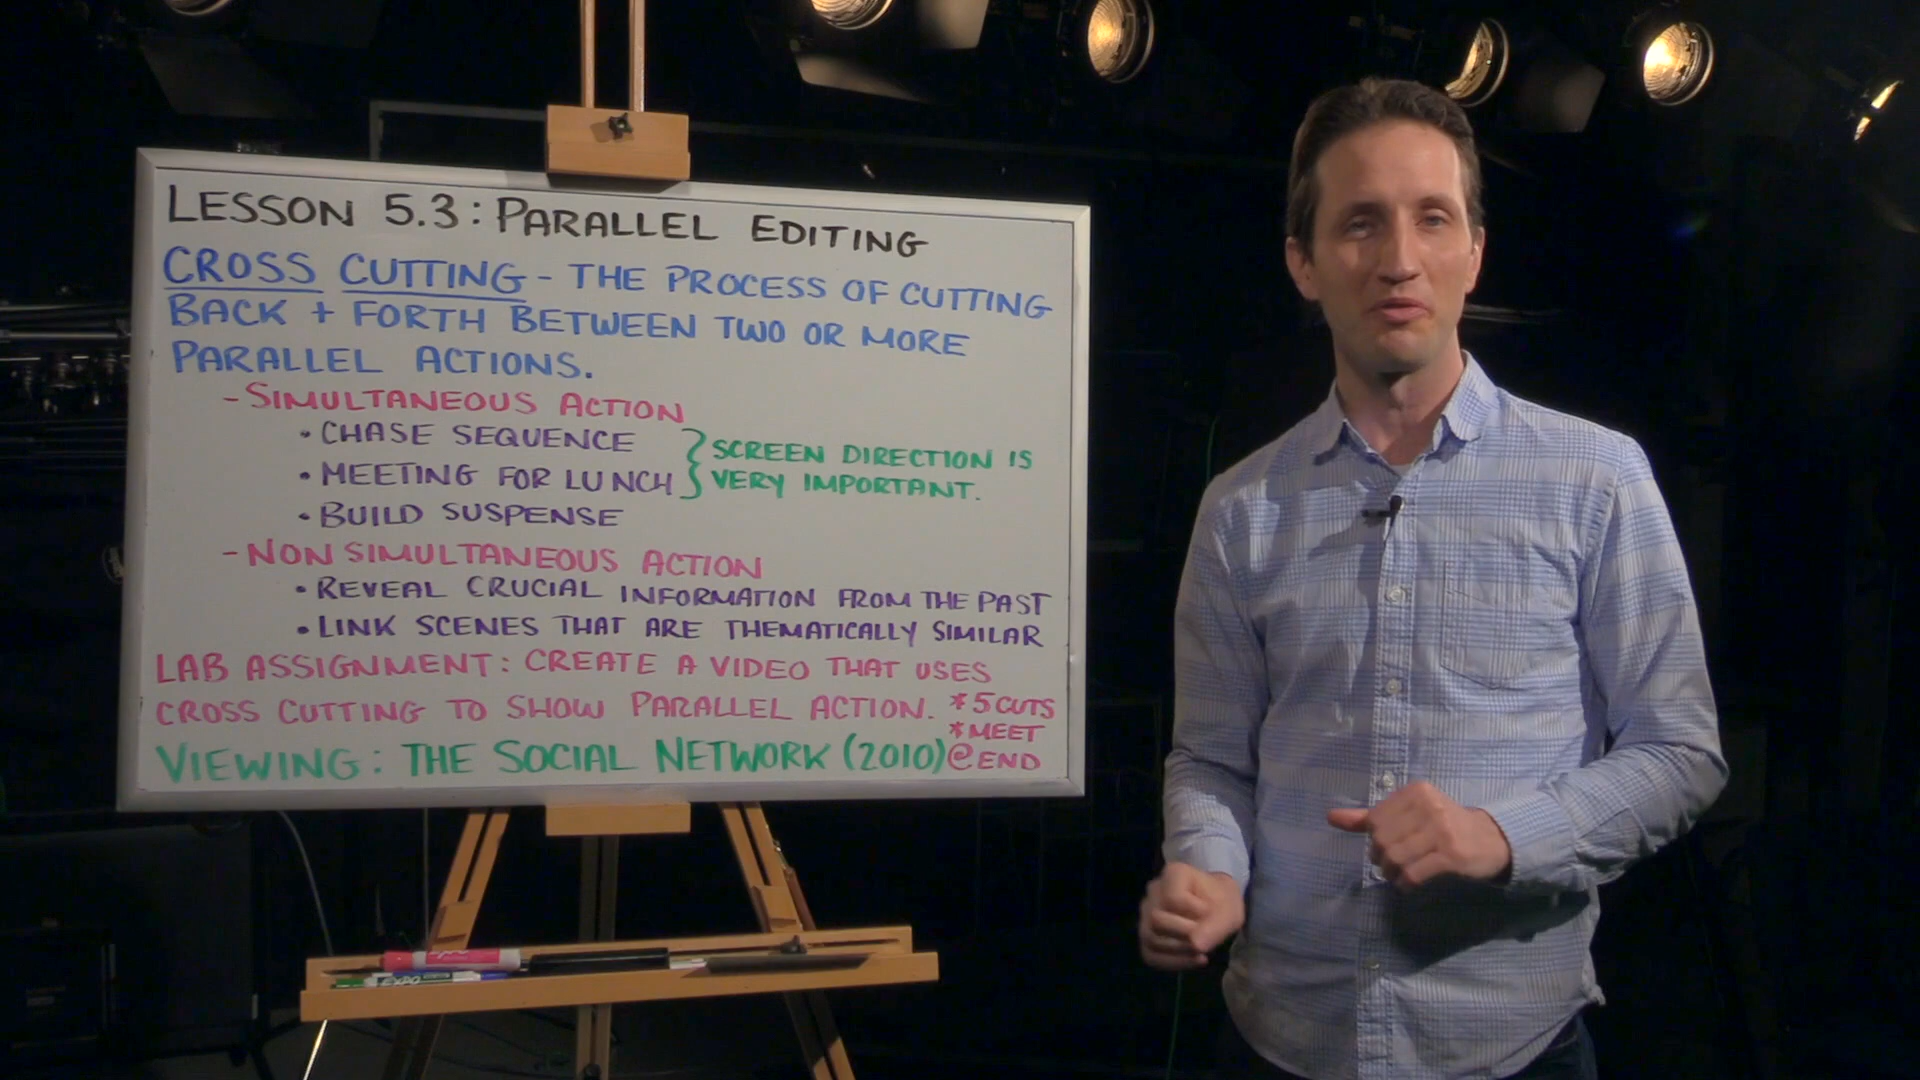 LESSON 5.3: PARALLEL EDITING
CROSS CUTTING - THE PROCESS OF CUTTING
BACK + FORTH BETWEEN TWO OR MORE
PARALLEL ACTIONS.
- SIMULTANEOUS ACTION
• CHASE SEQUENCE
• MEETING FOR LUNCH
} SCREEN DIRECTION IS
VERY IMPORTANT.
• BUILD SUSPENSE
- NON SIMULTANEOUS ACTION
• REVEAL CRUCIAL INFORMATION FROM THE PAST
• LINK SCENES THAT ARE THEMATICALLY SIMILAR
LAB ASSIGNMENT: CREATE A VIDEO THAT USES
CROSS CUTTING TO SHOW PARALLEL ACTION. * 5 CUTS
* MEET
@ END
VIEWING: THE SOCIAL NETWORK (2010)
EXPO